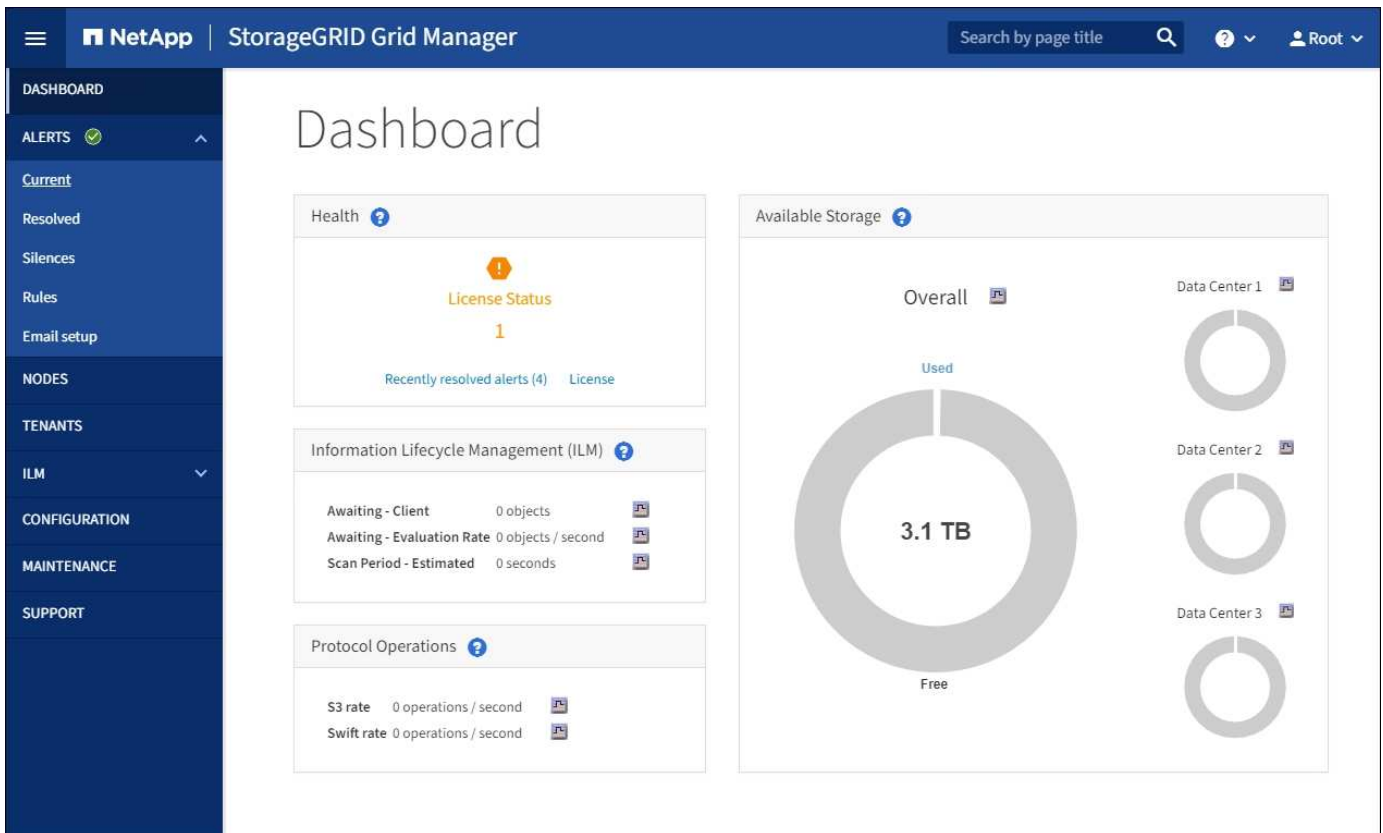 NetApp | StorageGRID Grid Manager
Search by page title
? 
Root
DASHBOARD
ALERTS
Current
Resolved
Silences
Rules
Email setup
NODES
TENANTS
ILM
CONFIGURATION
MAINTENANCE
SUPPORT
Dashboard
Health ?
!
License Status
1
Recently resolved alerts (4) License
Information Lifecycle Management (ILM) ?
Awaiting - Client 0 objects
Awaiting - Evaluation Rate 0 objects / second
Scan Period - Estimated 0 seconds
Protocol Operations ?
S3 rate 0 operations / second
Swift rate 0 operations / second
Available Storage ?
Overall
Used
3.1 TB
Free
Data Center 1
Data Center 2
Data Center 3